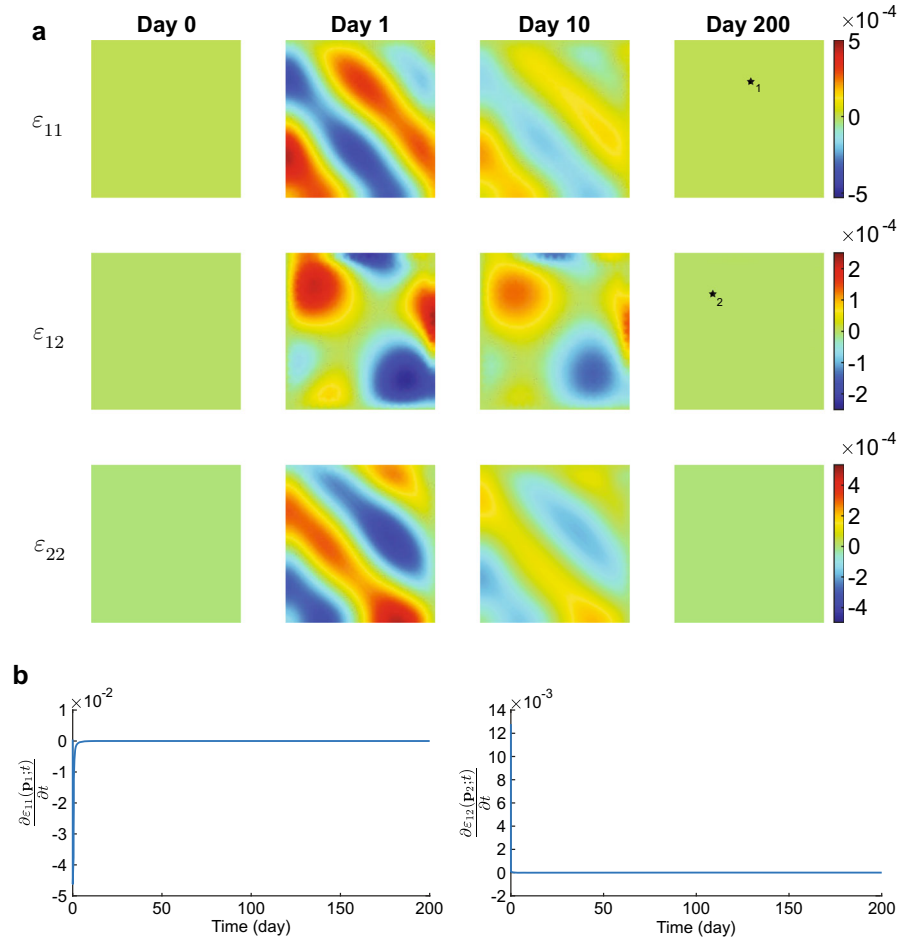 a
Day 0 Day 1 Day 10 Day 200
×10⁻⁴
ε₁₁
1
5
0
-5
×10⁻⁴
ε₁₂
2
2
1
0
-1
-2
×10⁻⁴
ε₂₂
4
2
0
-2
-4
b
×10⁻²
1
0
-1
-2
-3
-4
-5
∂ε₁₁(p₁;t)
∂t
0 50 100 150 200
Time (day)
×10⁻³
14
12
10
8
6
4
2
0
-2
∂ε₁₂(p₂;t)
∂t
0 50 100 150 200
Time (day)